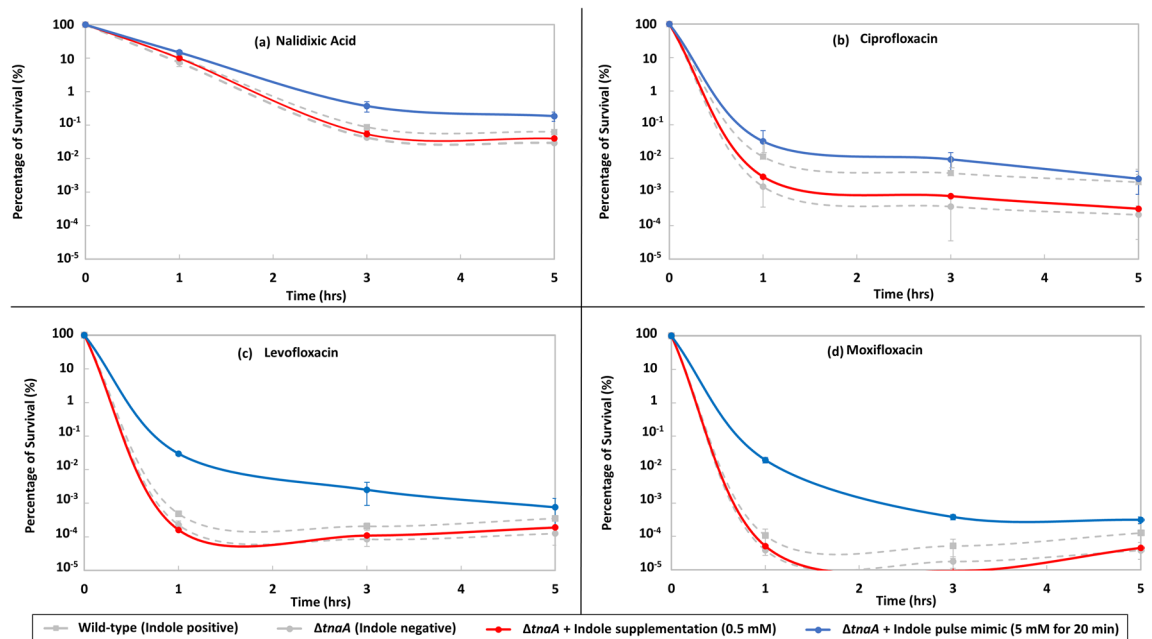 (a) Nalidixic Acid
Percentage of Survival (%)
100
10
1
10-1
10-2
10-3
10-4
10-5
0 1 2 3 4 5
Time (hrs)
(b) Ciprofloxacin
Percentage of Survival (%)
100
10
1
10-1
10-2
10-3
10-4
10-5
0 1 2 3 4 5
Time (hrs)
(c) Levofloxacin
Percentage of Survival (%)
100
10
1
10-1
10-2
10-3
10-4
10-5
0 1 2 3 4 5
Time (hrs)
(d) Moxifloxacin
Percentage of Survival (%)
100
10
1
10-1
10-2
10-3
10-4
10-5
0 1 2 3 4 5
Time (hrs)
Wild-type (Indole positive) ΔtnaA (Indole negative) ΔtnaA + Indole supplementation (0.5 mM) ΔtnaA + Indole pulse mimic (5 mM for 20 min)